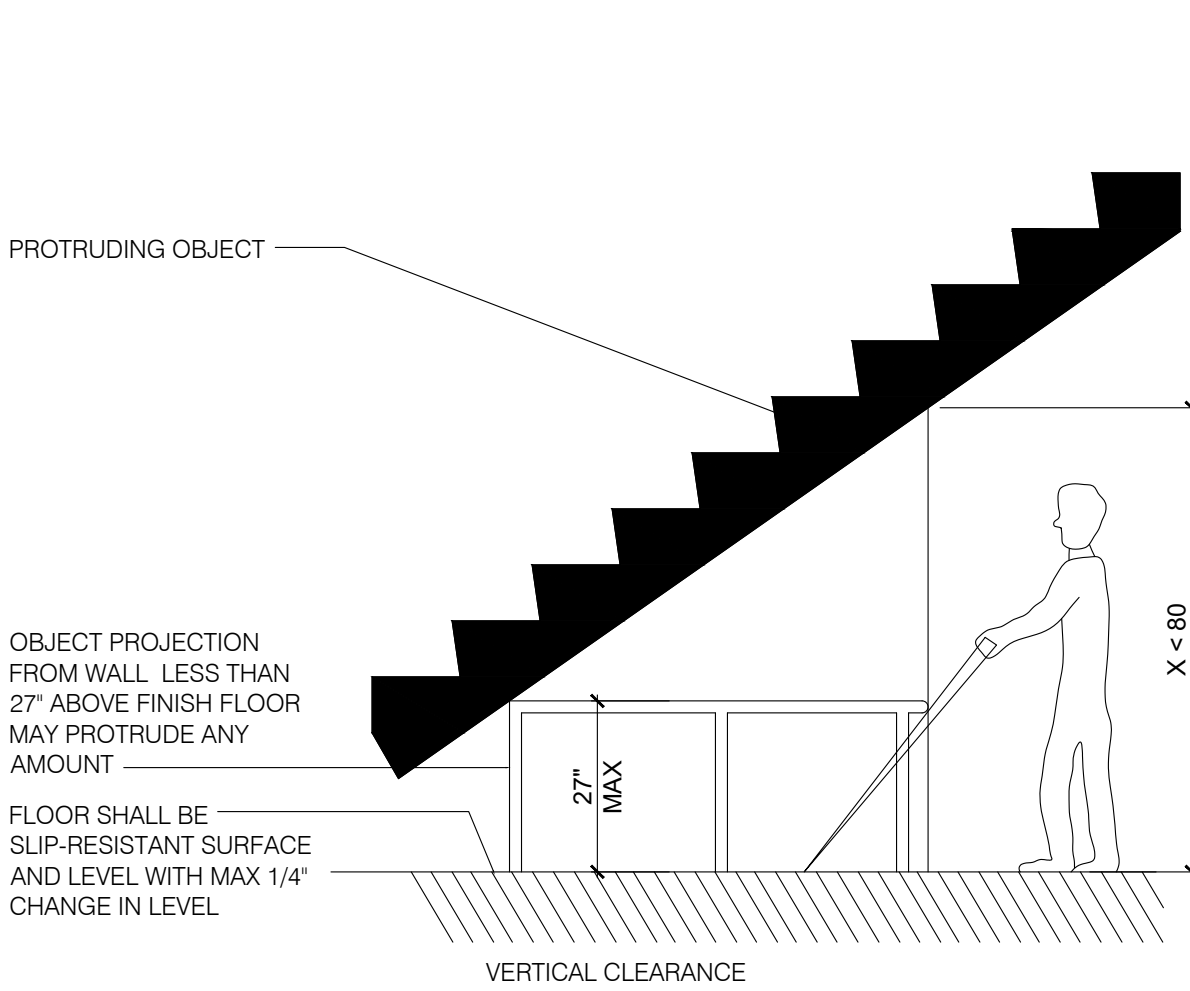 PROTRUDING OBJECT
OBJECT PROJECTION
FROM WALL LESS THAN
27" ABOVE FINISH FLOOR
MAY PROTRUDE ANY
AMOUNT
FLOOR SHALL BE
SLIP-RESISTANT SURFACE
AND LEVEL WITH MAX 1/4"
CHANGE IN LEVEL
27"
MAX
X < 80
VERTICAL CLEARANCE